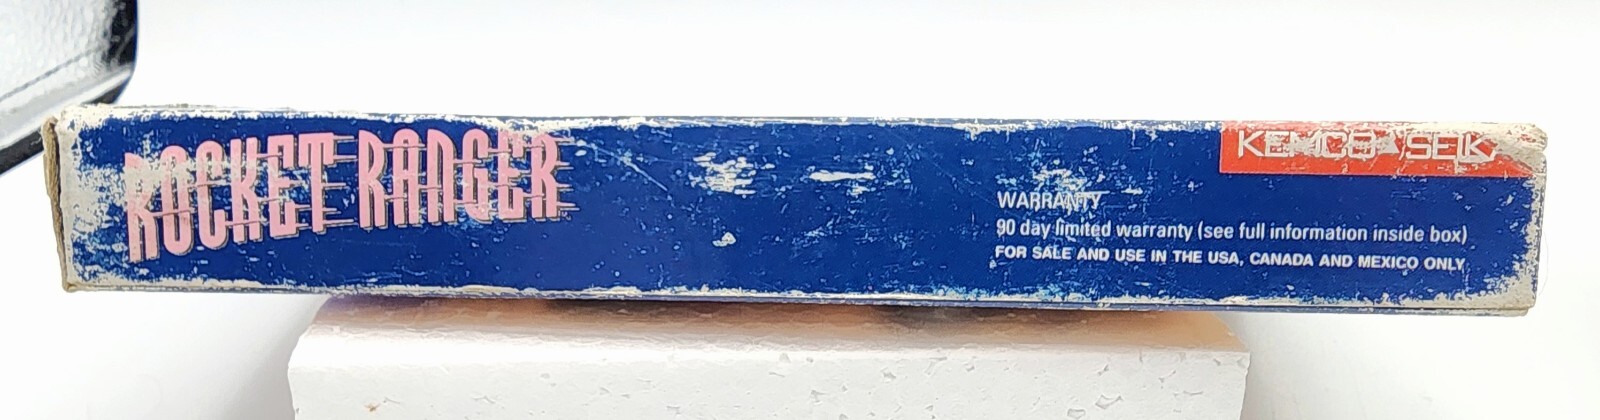 ROCKET RANGER
KEMCO SEIKA
WARRANTY
90 day limited warranty (see full information inside box)
FOR SALE AND USE IN THE USA, CANADA AND MEXICO ONLY